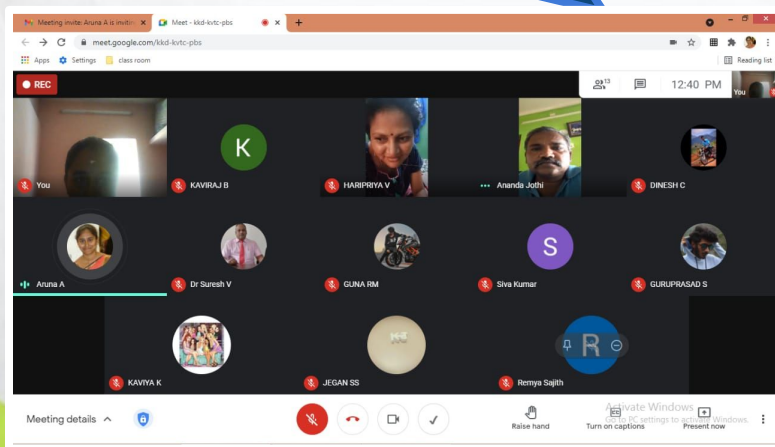 Meeting invite: Aruna A is inviting
Meet - kkd-kvtc-pbs
meet.google.com/kkd-kvtc-pbs
Apps Settings class room Reading list
REC 13 12:40 PM You
K
You KAVIRAJ B HARIPRIYA V Ananda Jothi DINESH C
S
Aruna A Dr Suresh V GUNA RM Siva Kumar GURUPRASAD S
R
KAVIYA K JEGAN SS Remya Sajith
Activate Windows
Go to PC settings to activate Windows.
Meeting details Raise hand Turn on captions Present now